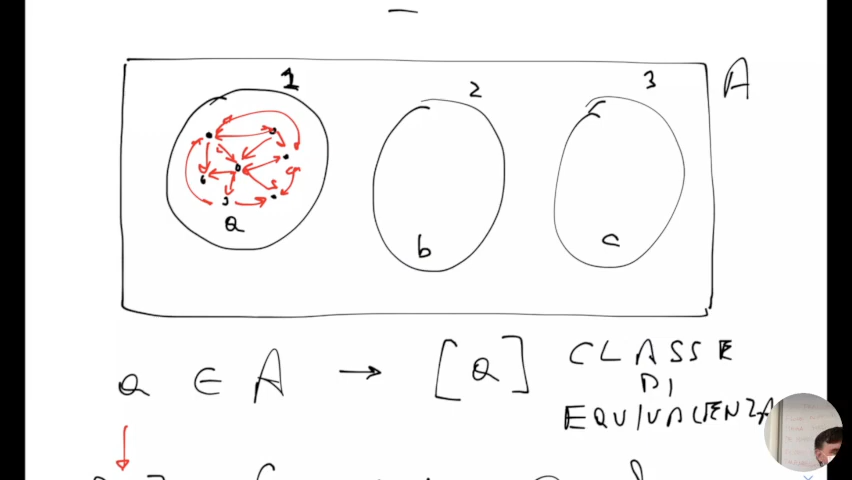 1 2 3 A
a b c
a ∈ A → [a] CLASSE
DI
EQUIVALENZA